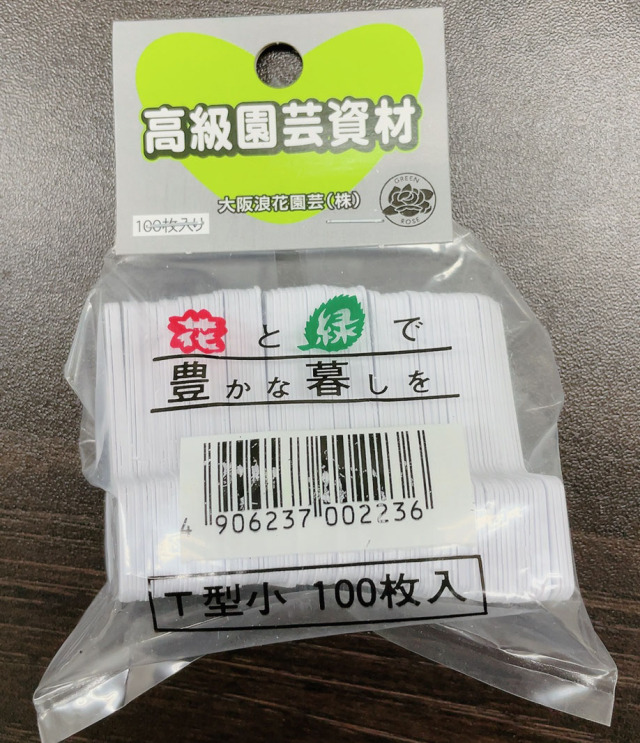 高級園芸資材
大阪浪花園芸(株)
GREEN
ROSE
100枚入り
花と緑で
豊かな暮しを
4 906237 002236
T型小 100枚入